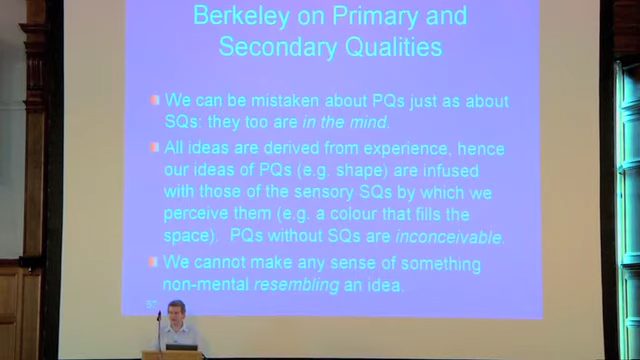 Berkeley on Primary and
Secondary Qualities
We can be mistaken about PQs just as about
SQs: they too are in the mind.
All ideas are derived from experience, hence
our ideas of PQs (e.g. shape) are infused
with those of the sensory SQs by which we
perceive them (e.g. a colour that fills the
space). PQs without SQs are inconceivable.
We cannot make any sense of something
non-mental resembling an idea.